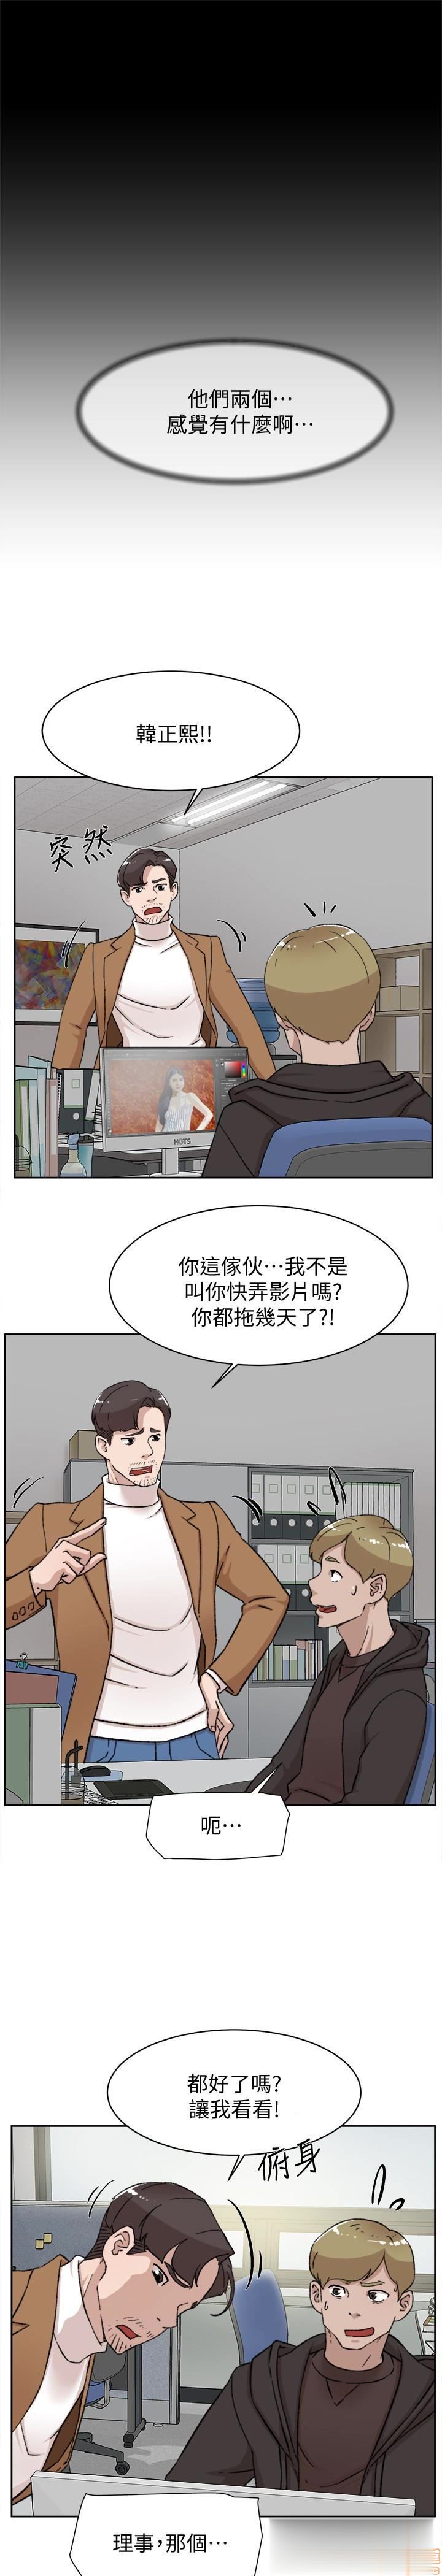 他們兩個…
感覺有什麼啊…
韓正熙!!
突然
HOTS
你這傢伙…我不是
叫你快弄影片嗎?
你都拖幾天了?!
呃…
都好了嗎?
讓我看看!
俯身
理事,那個…